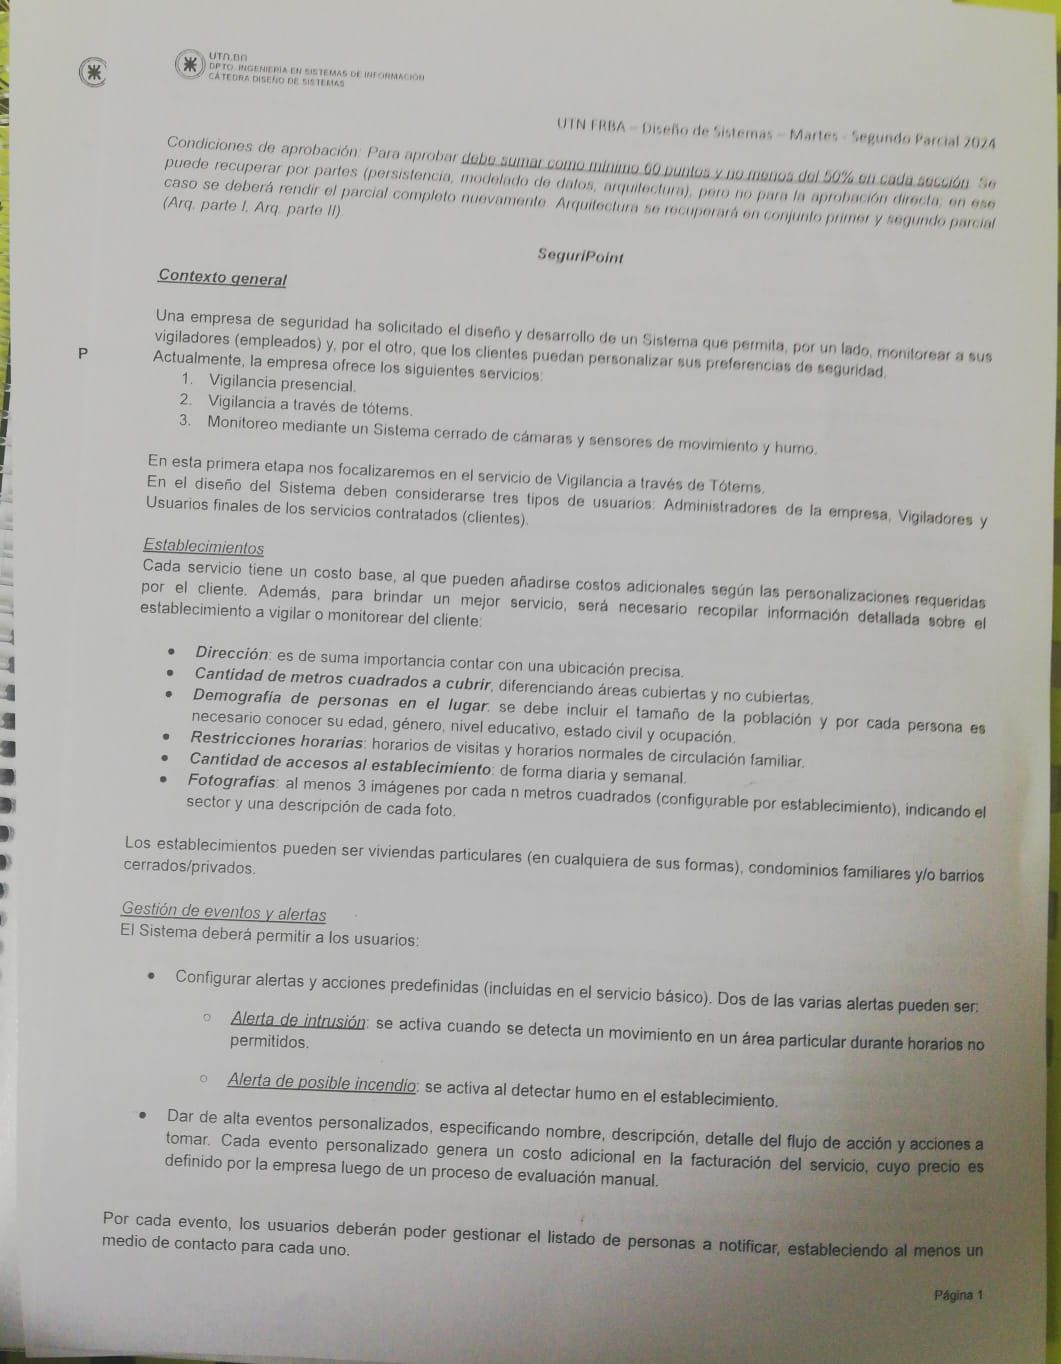 UTN.BA
DPTO. INGENIERÍA EN SISTEMAS DE INFORMACIÓN
CÁTEDRA DISEÑO DE SISTEMAS
UTN FRBA – Diseño de Sistemas – Martes - Segundo Parcial 2024
Condiciones de aprobación: Para aprobar debe sumar como mínimo 60 puntos y no menos del 50% en cada sección. Se
puede recuperar por partes (persistencia, modelado de datos, arquitectura), pero no para la aprobación directa; en ese
caso se deberá rendir el parcial completo nuevamente. Arquitectura se recuperará en conjunto primer y segundo parcial
(Arq. parte I, Arq. parte II).
SeguriPoint
Contexto general
Una empresa de seguridad ha solicitado el diseño y desarrollo de un Sistema que permita, por un lado, monitorear a sus
vigiladores (empleados) y, por el otro, que los clientes puedan personalizar sus preferencias de seguridad.
P
Actualmente, la empresa ofrece los siguientes servicios:
1. Vigilancia presencial.
2. Vigilancia a través de tótems.
3. Monitoreo mediante un Sistema cerrado de cámaras y sensores de movimiento y humo.
En esta primera etapa nos focalizaremos en el servicio de Vigilancia a través de Tótems.
En el diseño del Sistema deben considerarse tres tipos de usuarios: Administradores de la empresa, Vigiladores y
Usuarios finales de los servicios contratados (clientes).
Establecimientos
Cada servicio tiene un costo base, al que pueden añadirse costos adicionales según las personalizaciones requeridas
por el cliente. Además, para brindar un mejor servicio, será necesario recopilar información detallada sobre el
establecimiento a vigilar o monitorear del cliente:
• Dirección: es de suma importancia contar con una ubicación precisa.
• Cantidad de metros cuadrados a cubrir, diferenciando áreas cubiertas y no cubiertas.
• Demografía de personas en el lugar: se debe incluir el tamaño de la población y por cada persona es
necesario conocer su edad, género, nivel educativo, estado civil y ocupación.
• Restricciones horarias: horarios de visitas y horarios normales de circulación familiar.
• Cantidad de accesos al establecimiento: de forma diaria y semanal.
• Fotografías: al menos 3 imágenes por cada n metros cuadrados (configurable por establecimiento), indicando el
sector y una descripción de cada foto.
Los establecimientos pueden ser viviendas particulares (en cualquiera de sus formas), condominios familiares y/o barrios
cerrados/privados.
Gestión de eventos y alertas
El Sistema deberá permitir a los usuarios:
• Configurar alertas y acciones predefinidas (incluidas en el servicio básico). Dos de las varias alertas pueden ser:
○ Alerta de intrusión: se activa cuando se detecta un movimiento en un área particular durante horarios no
permitidos.
○ Alerta de posible incendio: se activa al detectar humo en el establecimiento.
• Dar de alta eventos personalizados, especificando nombre, descripción, detalle del flujo de acción y acciones a
tomar. Cada evento personalizado genera un costo adicional en la facturación del servicio, cuyo precio es
definido por la empresa luego de un proceso de evaluación manual.
Por cada evento, los usuarios deberán poder gestionar el listado de personas a notificar, estableciendo al menos un
medio de contacto para cada uno.
Página 1